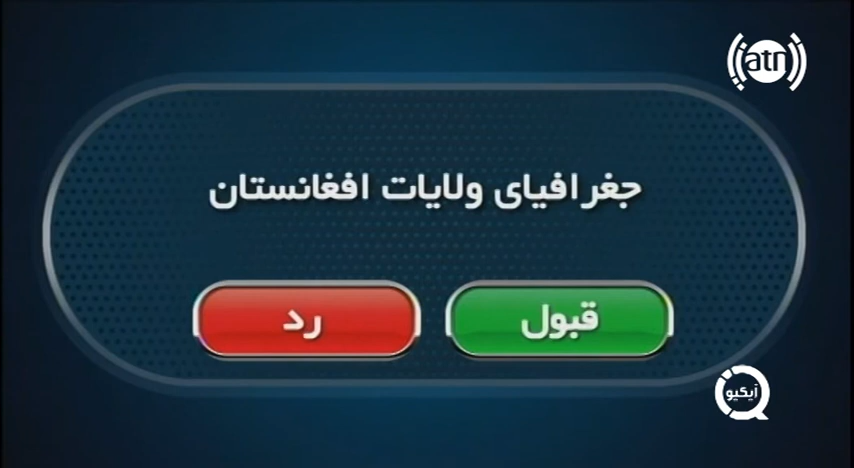 atn
جغرافیای ولایات افغانستان
قبول
رد
آیکیو